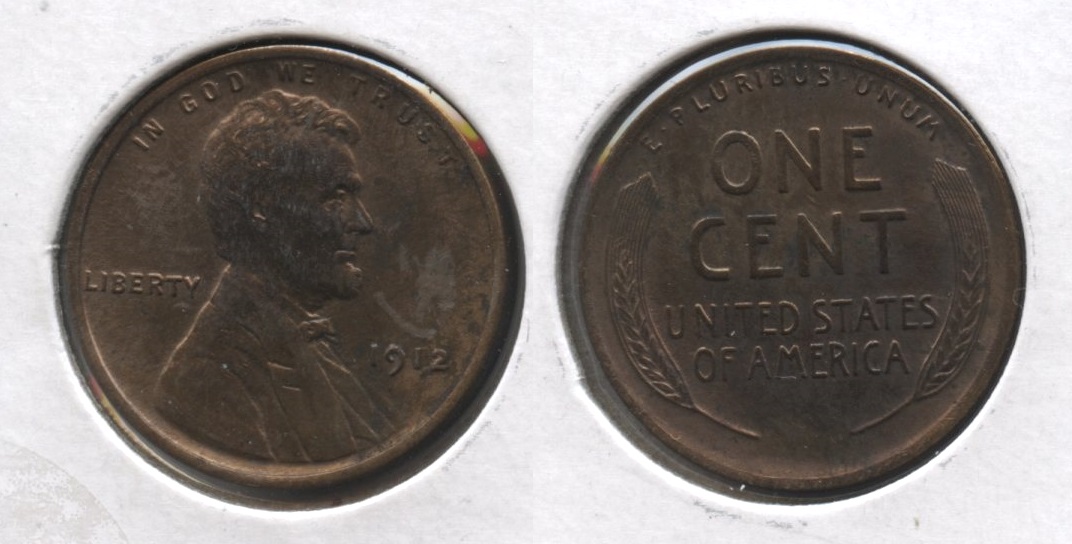 IN GOD WE TRUST
LIBERTY
1912
E·PLURIBUS·UNUM
ONE
CENT
UNITED STATES
OF AMERICA